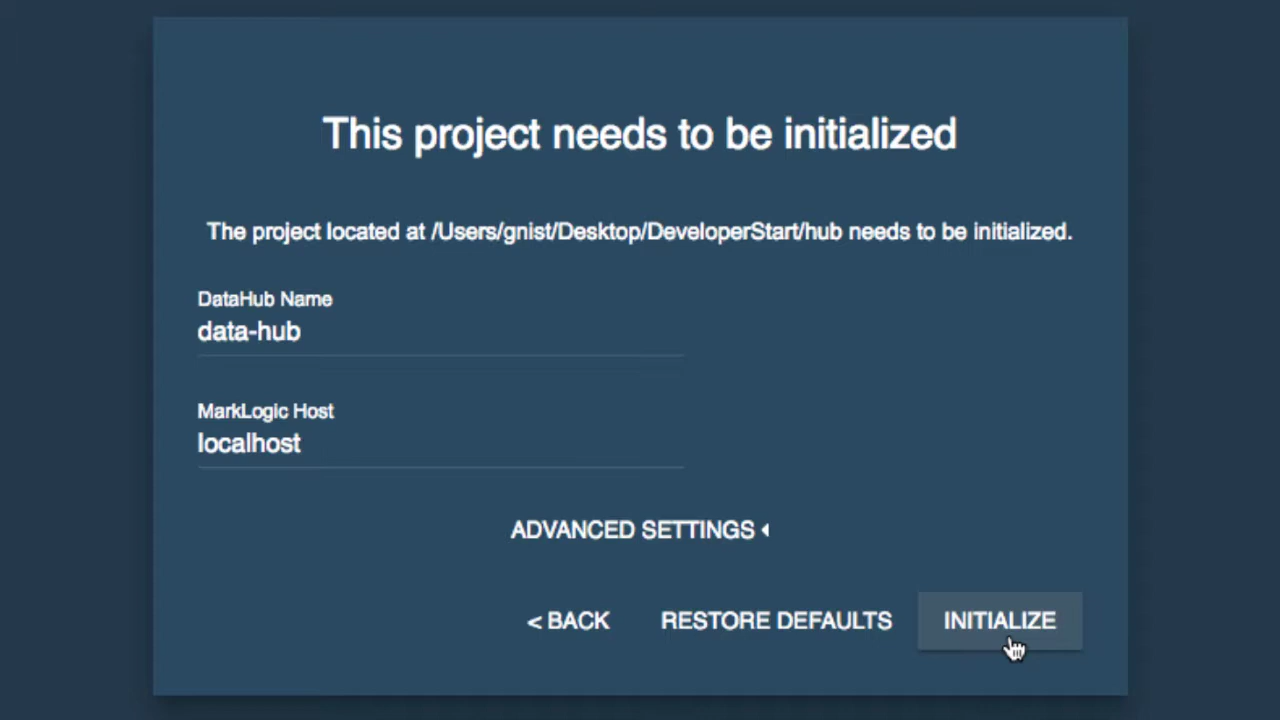 This project needs to be initialized
The project located at /Users/gnist/Desktop/DeveloperStart/hub needs to be initialized.
DataHub Name
data-hub
MarkLogic Host
localhost
ADVANCED SETTINGS
< BACK RESTORE DEFAULTS INITIALIZE